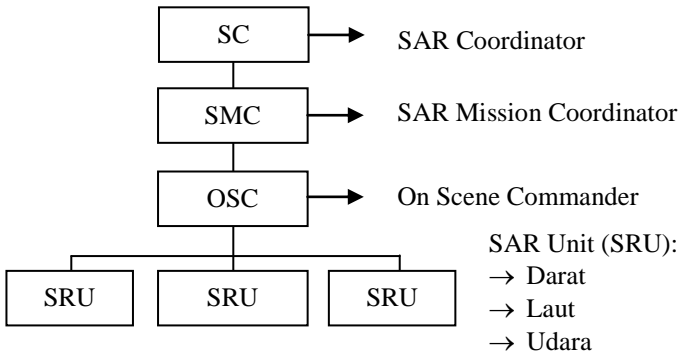 SC → SAR Coordinator
SMC → SAR Mission Coordinator
OSC → On Scene Commander
SAR Unit (SRU):
SRU SRU SRU
→ Darat
→ Laut
→ Udara